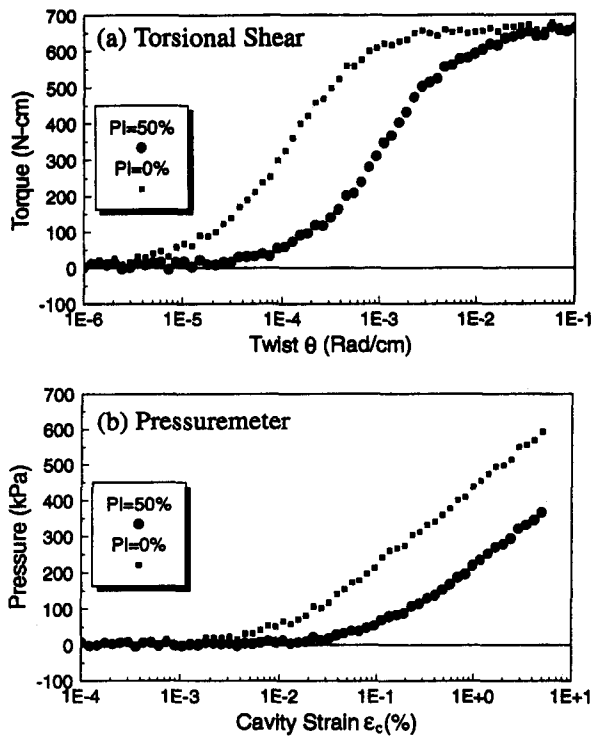 (a) Torsional Shear
700
600
500
400
300
200
100
0
-100
Torque (N-cm)
PI=50%
PI=0%
1E-6 1E-5 1E-4 1E-3 1E-2 1E-1
Twist θ (Rad/cm)
(b) Pressuremeter
700
600
500
400
300
200
100
0
-100
Pressure (kPa)
PI=50%
PI=0%
1E-4 1E-3 1E-2 1E-1 1E+0 1E+1
Cavity Strain εc(%)